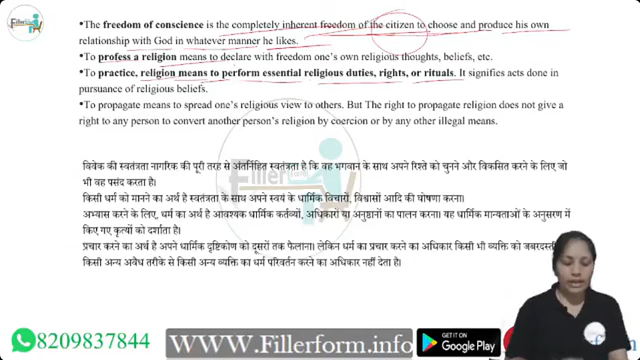 • The freedom of conscience is the completely inherent freedom of the citizen to choose and produce his own
relationship with God in whatever manner he likes.
• To profess a religion means to declare with freedom one's own religious thoughts, beliefs, etc.
• To practice, religion means to perform essential religious duties, rights, or rituals. It signifies acts done in
pursuance of religious beliefs.
• To propagate means to spread one's religious view to others. But The right to propagate religion does not give a
right to any person to convert another person's religion by coercion or by any other illegal means.
विवेक की स्वतंत्रता नागरिक की पूरी तरह से अंतर्निहित स्वतंत्रता है कि वह भगवान के साथ अपने रिश्ते को चुनने और विकसित करने के लिए जो
भी वह पसंद करता है।
किसी धर्म को मानने का अर्थ है स्वतंत्रता के साथ अपने स्वयं के धार्मिक विचारों, विश्वासों आदि की घोषणा करना।
अभ्यास करने के लिए, धर्म का अर्थ है आवश्यक धार्मिक कर्तव्यों, अधिकारों या अनुष्ठानों का पालन करना। यह धार्मिक मान्यताओं के अनुसरण में
किए गए कृत्यों को दर्शाता है।
प्रचार करने का अर्थ है अपने धार्मिक दृष्टिकोण को दूसरों तक फैलाना। लेकिन धर्म का प्रचार करने का अधिकार किसी भी व्यक्ति को
किसी अन्य अवैध तरीके से किसी अन्य व्यक्ति का धर्म परिवर्तन करने का अधिकार नहीं देता है।
8209837844
WWW.Fillerform.info
GET IT ON
Google Play